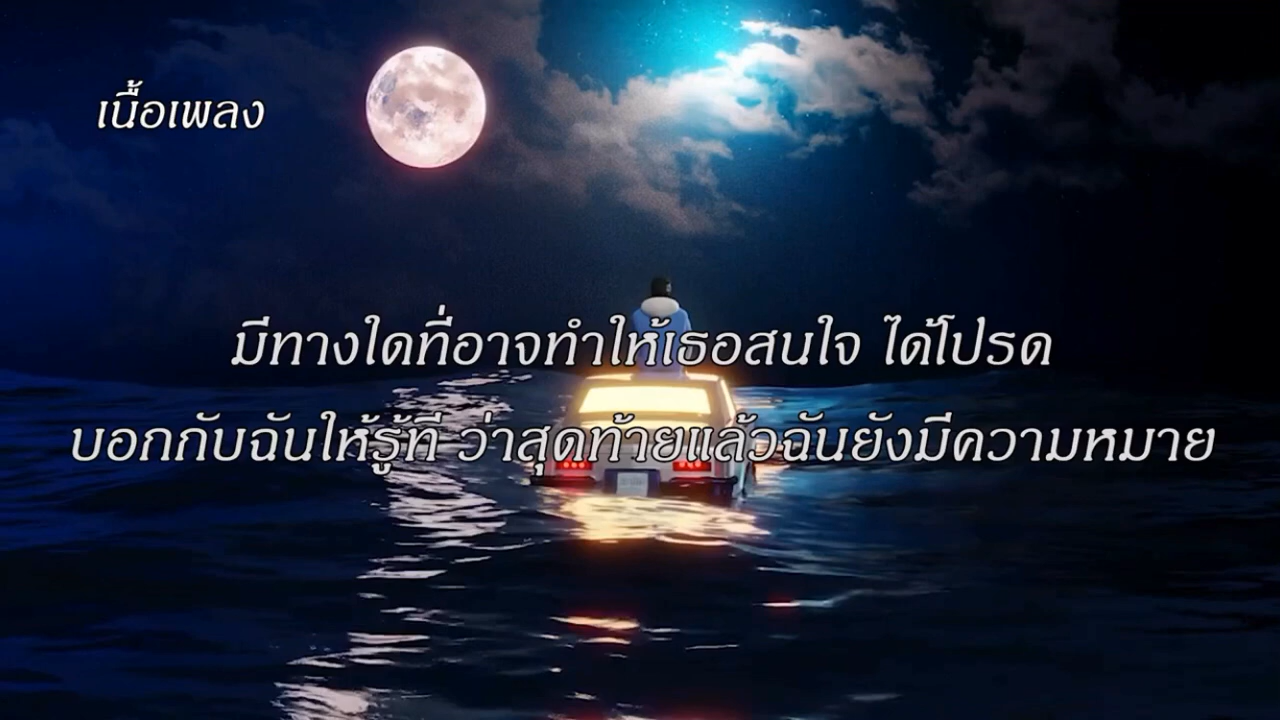 เนื้อเพลง
มีทางใดที่อาจทำให้เธอสนใจ ได้โปรด
บอกกับฉันให้รู้ที ว่าสุดท้ายแล้วฉันยังมีความหมาย